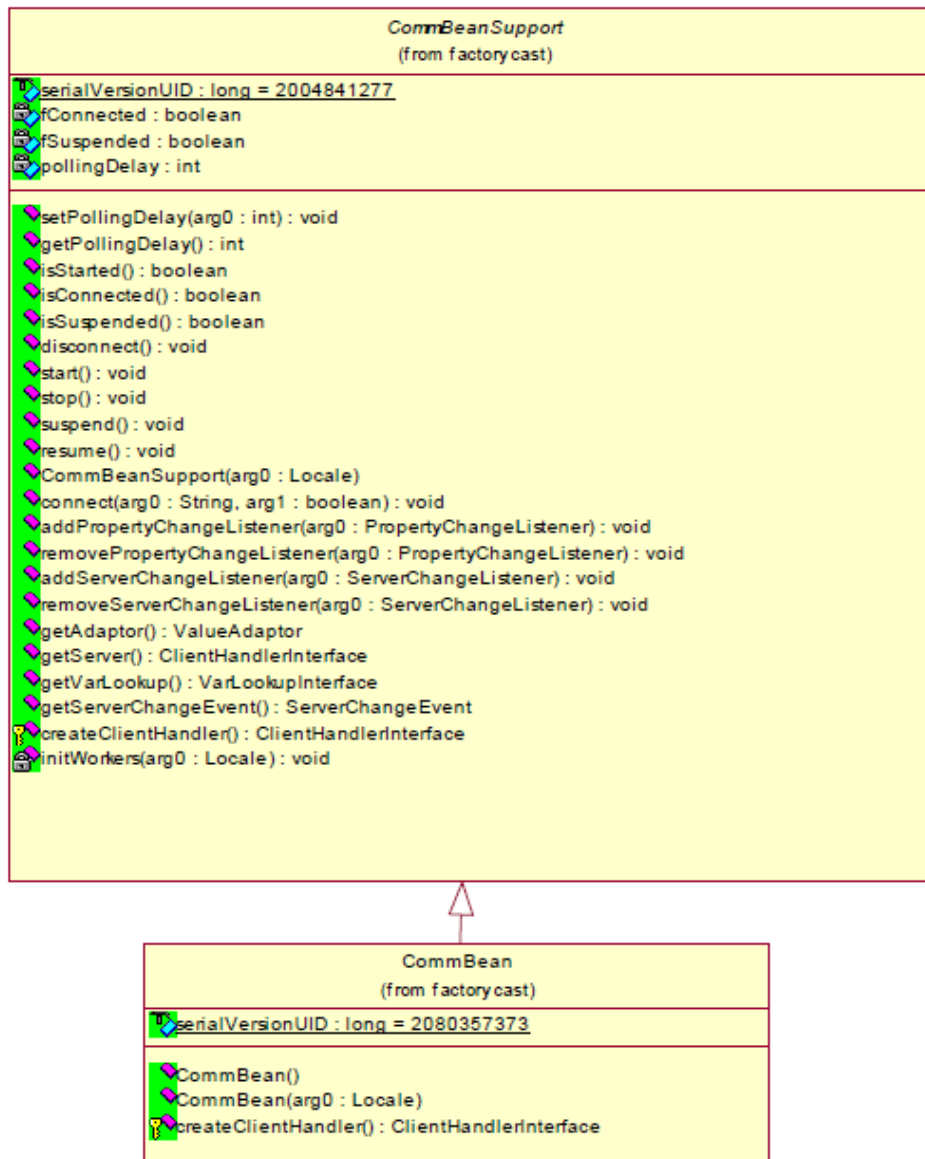 CommBeanSupport
(from factorycast)
serialVersionUID : long = 2004841277
fConnected : boolean
fSuspended : boolean
pollingDelay : int
setPollingDelay(arg0 : int) : void
getPollingDelay() : int
isStarted() : boolean
isConnected() : boolean
isSuspended() : boolean
disconnect() : void
start() : void
stop() : void
suspend() : void
resume() : void
CommBeanSupport(arg0 : Locale)
connect(arg0 : String, arg1 : boolean) : void
addPropertyChangeListener(arg0 : PropertyChangeListener) : void
removePropertyChangeListener(arg0 : PropertyChangeListener) : void
addServerChangeListener(arg0 : ServerChangeListener) : void
removeServerChangeListener(arg0 : ServerChangeListener) : void
getAdaptor() : ValueAdaptor
getServer() : ClientHandlerInterface
getVarLookup() : VarLookupInterface
getServerChangeEvent() : ServerChangeEvent
createClientHandler() : ClientHandlerInterface
initWorkers(arg0 : Locale) : void
CommBean
(from factorycast)
serialVersionUID : long = 2080357373
CommBean()
CommBean(arg0 : Locale)
createClientHandler() : ClientHandlerInterface